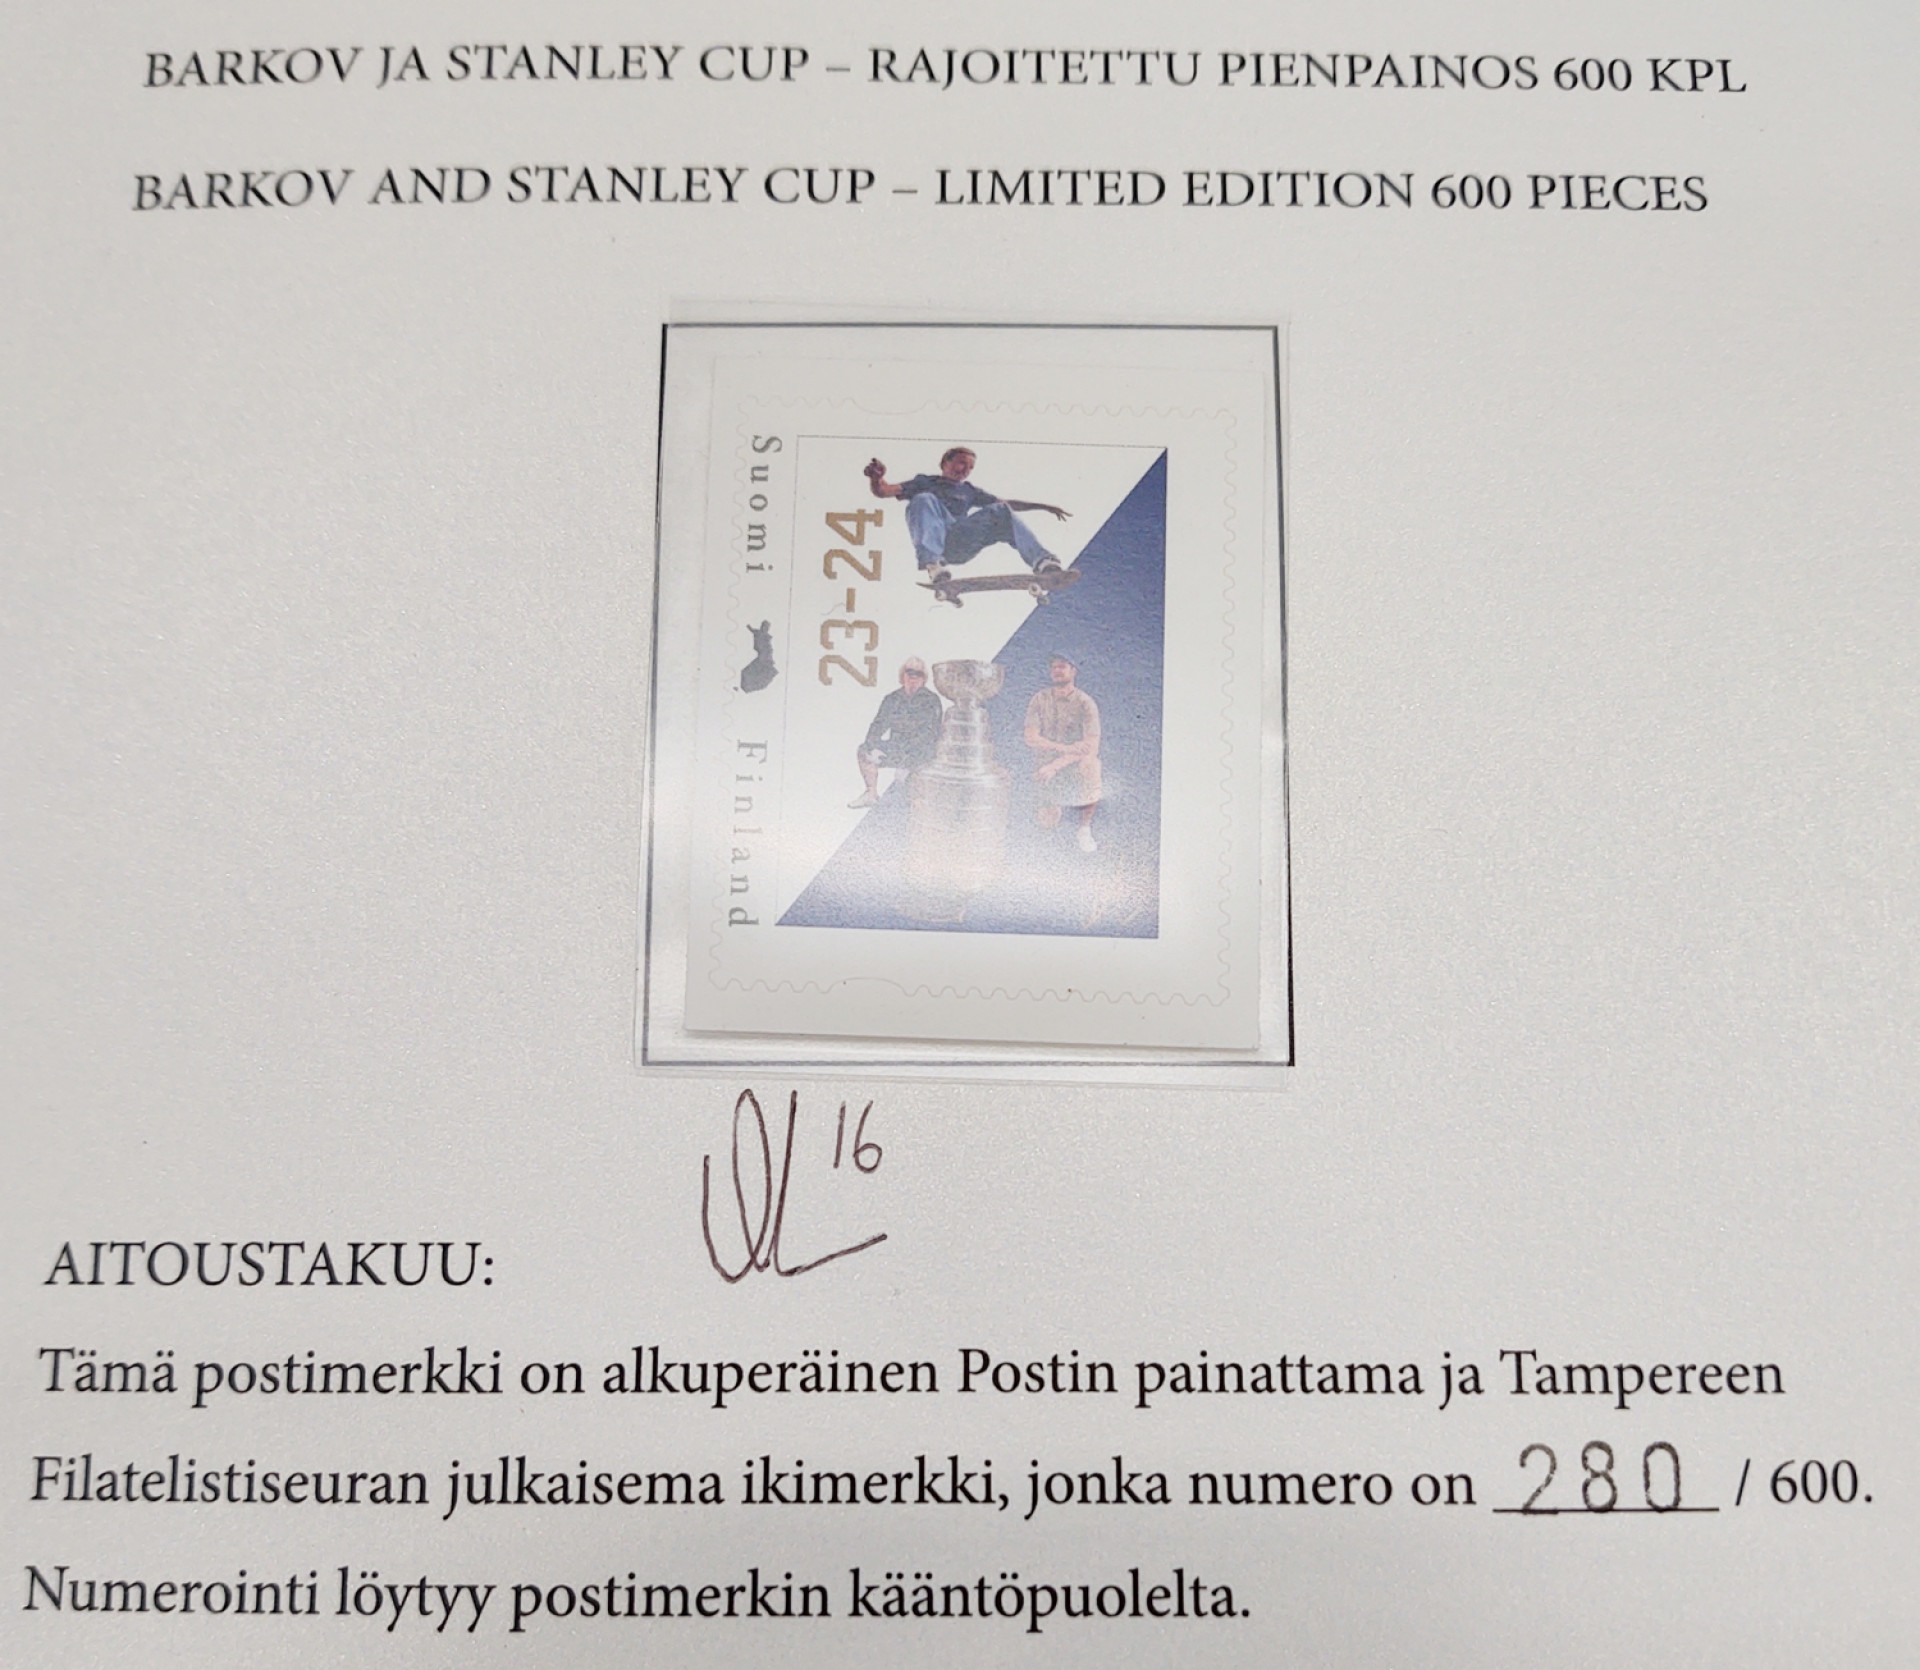 BARKOV JA STANLEY CUP – RAJOITETTU PIENPAINOS 600 KPL
BARKOV AND STANLEY CUP – LIMITED EDITION 600 PIECES
Suomi Finland
23-24
16
AITOUSTAKUU:
Tämä postimerkki on alkuperäinen Postin painattama ja Tampereen
Filatelistiseuran julkaisema ikimerkki, jonka numero on 280 / 600.
Numerointi löytyy postimerkin kääntöpuolelta.